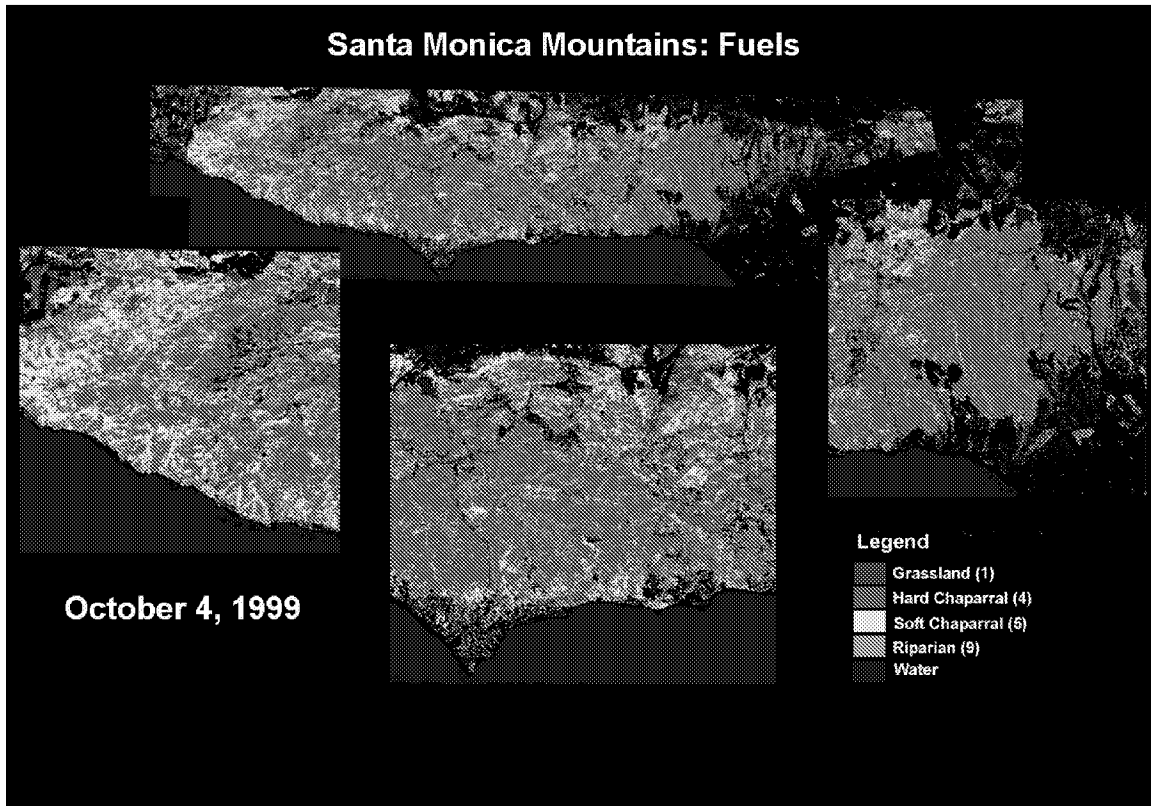 Santa Monica Mountains: Fuels
October 4, 1999
Legend
Grassland (1)
Hard Chaparral (4)
Soft Chaparral (5)
Riparian (9)
Water